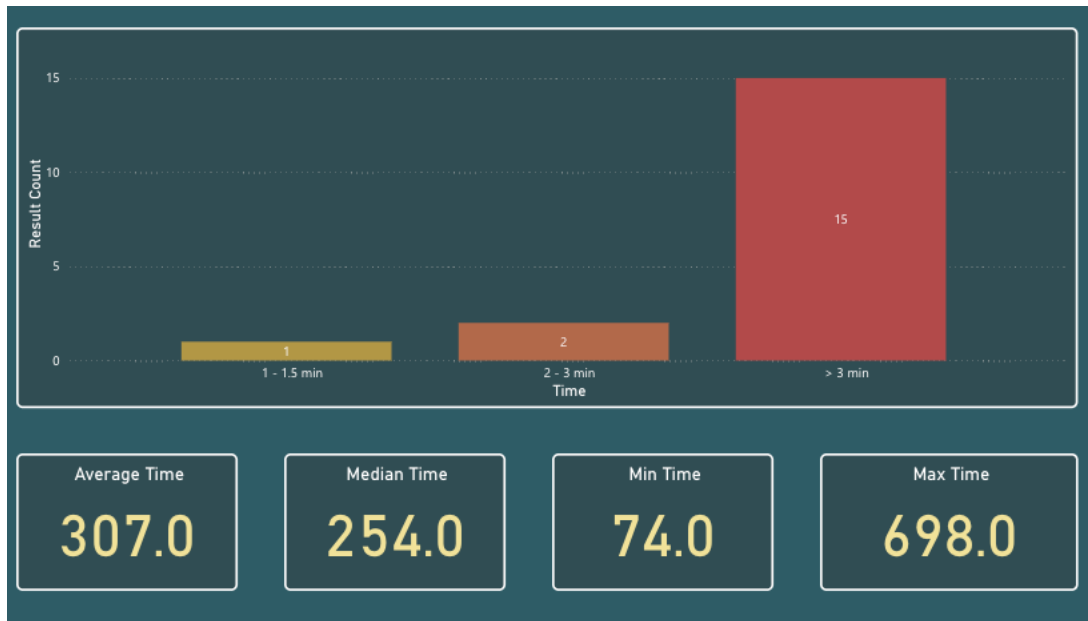 15
10
5
0
Result Count
1
2
15
1 - 1.5 min
2 - 3 min
> 3 min
Time
Average Time
307.0
Median Time
254.0
Min Time
74.0
Max Time
698.0